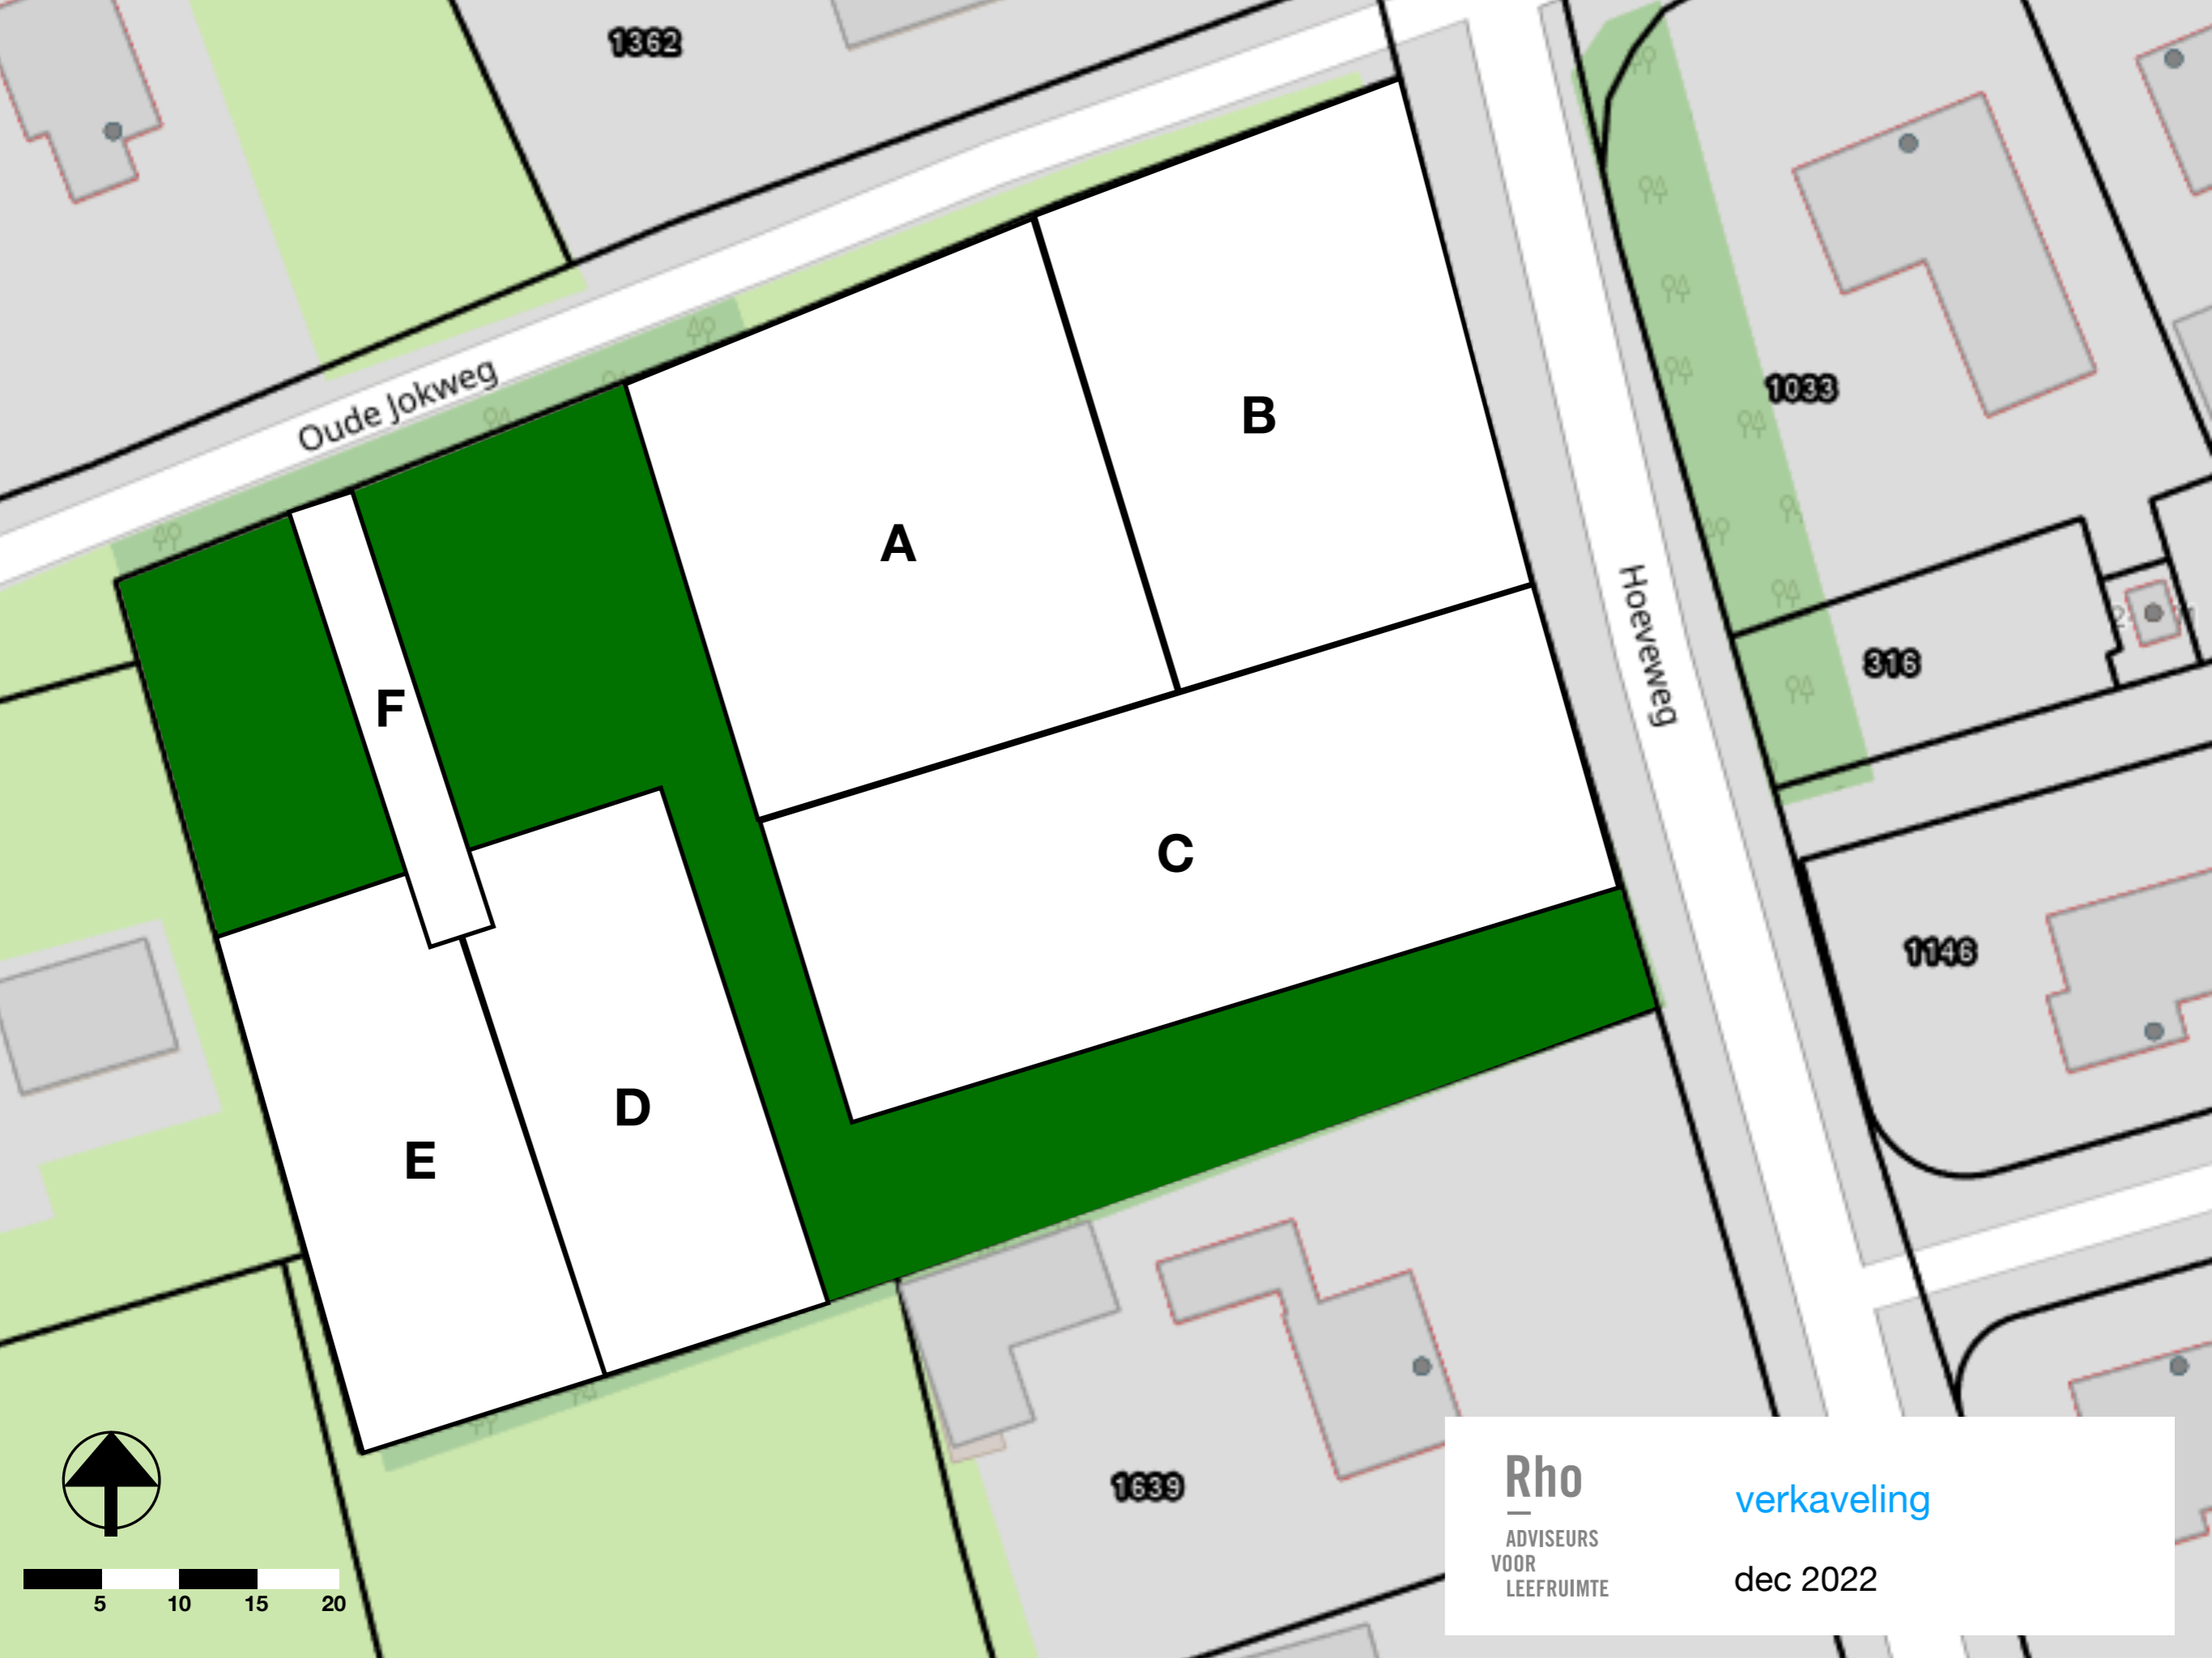 1362
Oude Jokweg
B
1033
A
Hoeveweg
316
F
C
1146
D
E
1639
5 10 15 20
Rho
ADVISEURS
VOOR
LEEFRUIMTE
verkaveling
dec 2022